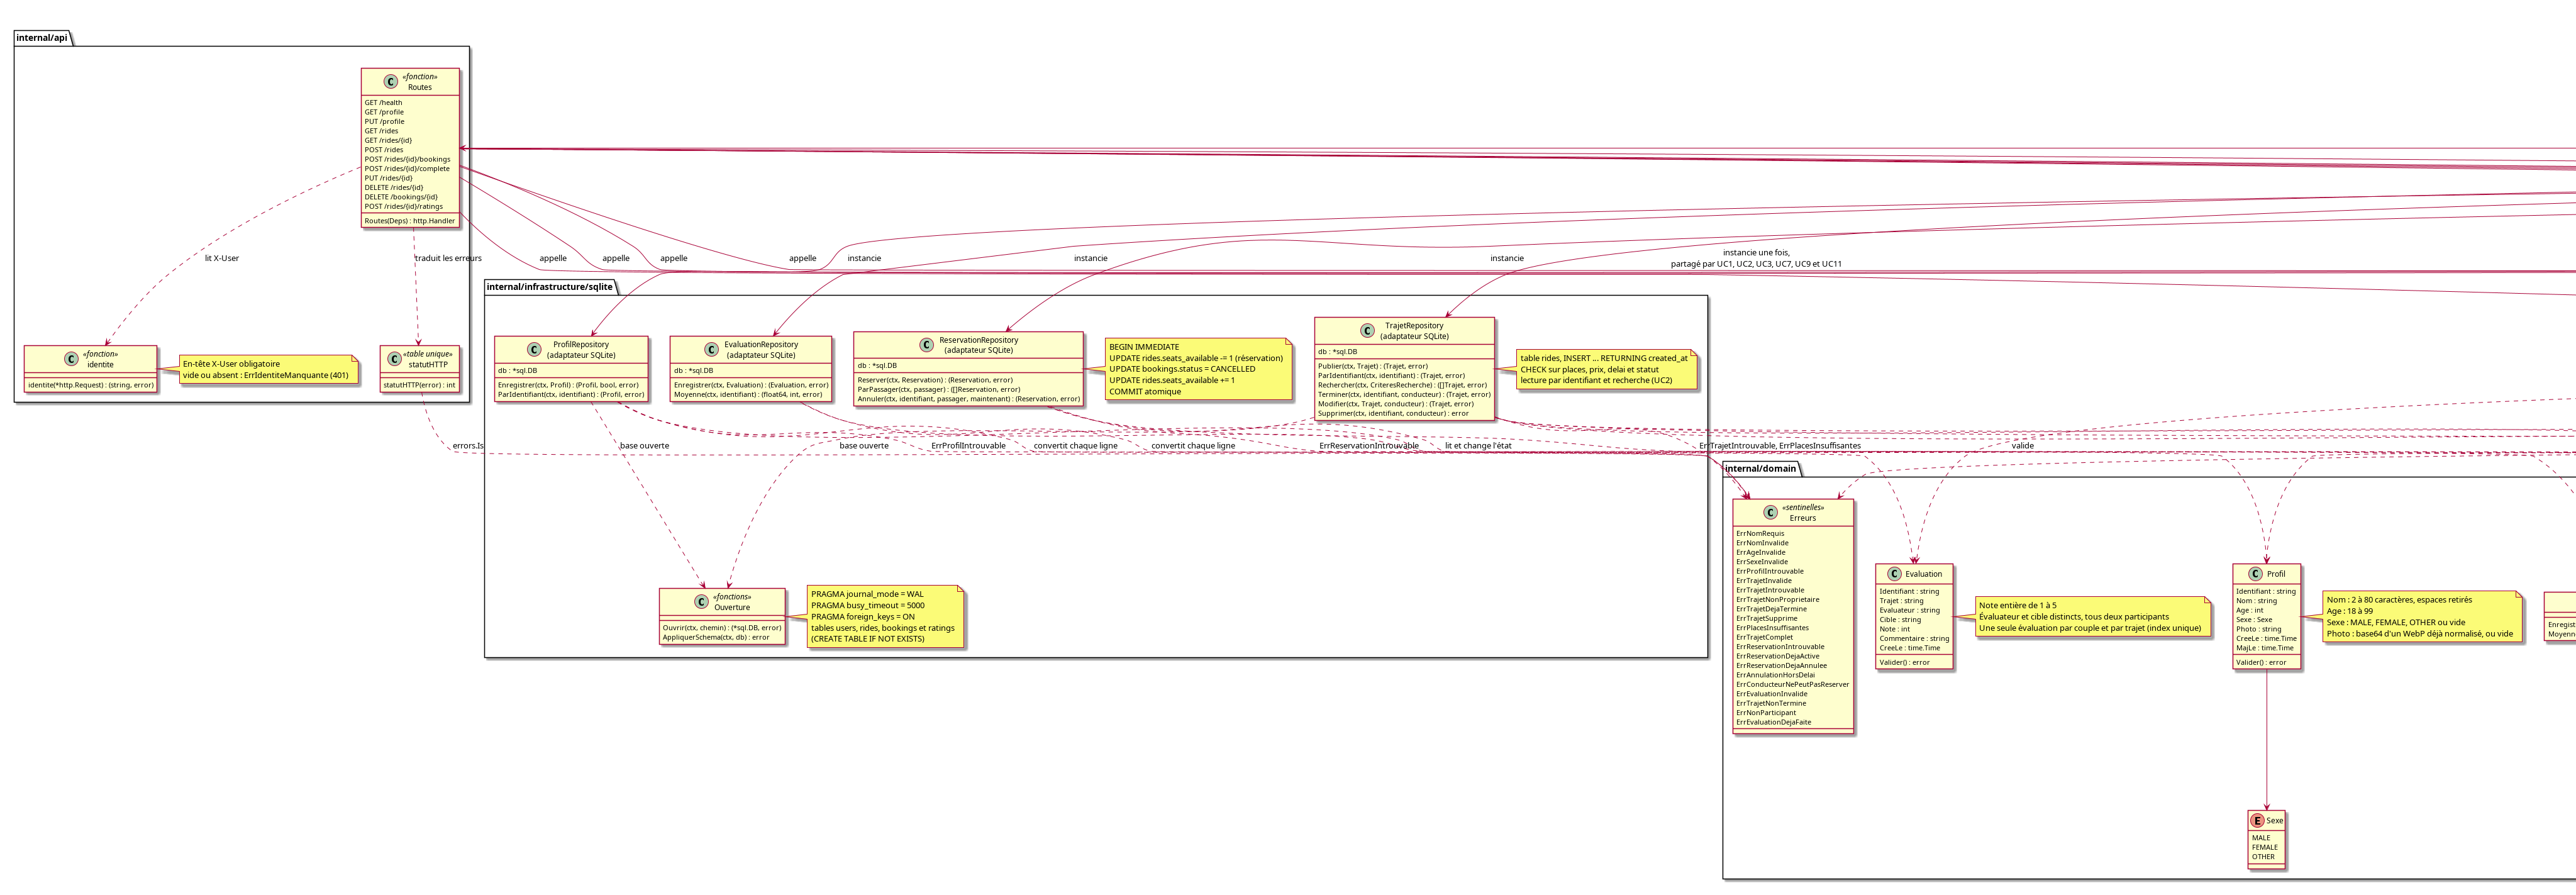 internal/api
«fonction»
Routes
GET /health
GET /profile
PUT /profile
GET /rides
GET /rides/{id}
POST /rides
POST /rides/{id}/bookings
POST /rides/{id}/complete
PUT /rides/{id}
DELETE /rides/{id}
DELETE /bookings/{id}
POST /rides/{id}/ratings
Routes(Deps) : http.Handler
lit X-User
traduit les erreurs
appelle
appelle
appelle
appelle
instancie
instancie
instancie
instancie une fois,
partagé par UC1, UC2, UC3, UC7, UC9 et UC11
«fonction»
identite
identite(*http.Request) : (string, error)
En-tête X-User obligatoire
vide ou absent : ErrIdentiteManquante (401)
«table unique»
statutHTTP
statutHTTP(error) : int
internal/infrastructure/sqlite
ProfilRepository
(adaptateur SQLite)
db : *sql.DB
Enregistrer(ctx, Profil) : (Profil, bool, error)
ParIdentifiant(ctx, identifiant) : (Profil, error)
EvaluationRepository
(adaptateur SQLite)
db : *sql.DB
Enregistrer(ctx, Evaluation) : (Evaluation, error)
Moyenne(ctx, identifiant) : (float64, int, error)
ReservationRepository
(adaptateur SQLite)
db : *sql.DB
Reserver(ctx, Reservation) : (Reservation, error)
ParPassager(ctx, passager) : ([]Reservation, error)
Annuler(ctx, identifiant, passager, maintenant) : (Reservation, error)
BEGIN IMMEDIATE
UPDATE rides.seats_available -= 1 (réservation)
UPDATE bookings.status = CANCELLED
UPDATE rides.seats_available += 1
COMMIT atomique
TrajetRepository
(adaptateur SQLite)
db : *sql.DB
Publier(ctx, Trajet) : (Trajet, error)
ParIdentifiant(ctx, identifiant) : (Trajet, error)
Rechercher(ctx, CriteresRecherche) : ([]Trajet, error)
Terminer(ctx, identifiant, conducteur) : (Trajet, error)
Modifier(ctx, Trajet, conducteur) : (Trajet, error)
Supprimer(ctx, identifiant, conducteur) : error
table rides, INSERT ... RETURNING created_at
CHECK sur places, prix, delai et statut
lecture par identifiant et recherche (UC2)
errors.Is
base ouverte
base ouverte
ErrProfilIntrouvable
convertit chaque ligne
convertit chaque ligne
ErrReservationIntrouvable
lit et change l'état
ErrTrajetIntrouvable, ErrPlacesInsuffisantes
valide
«fonctions»
Ouverture
Ouvrir(ctx, chemin) : (*sql.DB, error)
AppliquerSchema(ctx, db) : error
PRAGMA journal_mode = WAL
PRAGMA busy_timeout = 5000
PRAGMA foreign_keys = ON
tables users, rides, bookings et ratings
(CREATE TABLE IF NOT EXISTS)
internal/domain
«sentinelles»
Erreurs
ErrNomRequis
ErrNomInvalide
ErrAgeInvalide
ErrSexeInvalide
ErrProfilIntrouvable
ErrTrajetInvalide
ErrTrajetIntrouvable
ErrTrajetNonProprietaire
ErrTrajetDejaTermine
ErrTrajetSupprime
ErrPlacesInsuffisantes
ErrTrajetComplet
ErrReservationIntrouvable
ErrReservationDejaActive
ErrReservationDejaAnnulee
ErrAnnulationHorsDelai
ErrConducteurNePeutPasReserver
ErrEvaluationInvalide
ErrTrajetNonTermine
ErrNonParticipant
ErrEvaluationDejaFaite
Evaluation
Identifiant : string
Trajet : string
Evaluateur : string
Cible : string
Note : int
Commentaire : string
CreeLe : time.Time
Valider() : error
Note entière de 1 à 5
Évaluateur et cible distincts, tous deux participants
Une seule évaluation par couple et par trajet (index unique)
Profil
Identifiant : string
Nom : string
Age : int
Sexe : Sexe
Photo : string
CreeLe : time.Time
MajLe : time.Time
Valider() : error
Nom : 2 à 80 caractères, espaces retirés
Age : 18 à 99
Sexe : MALE, FEMALE, OTHER ou vide
Photo : base64 d'un WebP déjà normalisé, ou vide
Enregist
Moyenn
Sexe
MALE
FEMALE
OTHER